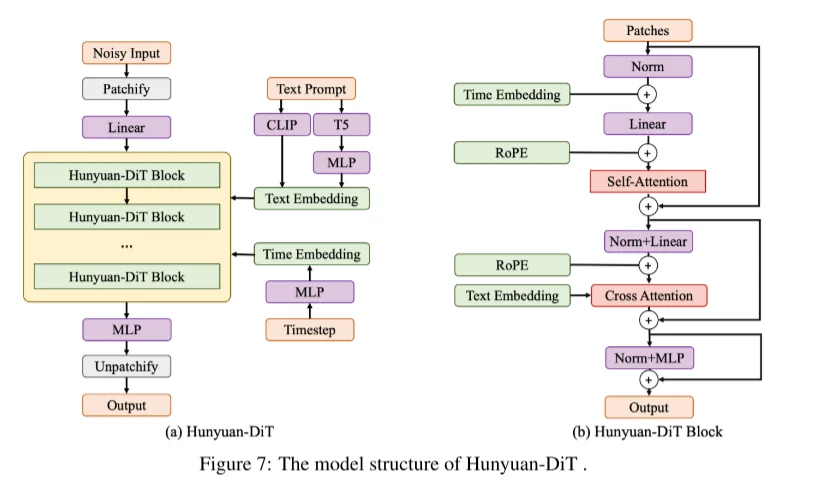 Noisy Input
Patchify
Linear
Hunyuan-DiT Block
Hunyuan-DiT Block
...
Hunyuan-DiT Block
MLP
Unpatchify
Output
Text Prompt
CLIP
T5
MLP
Text Embedding
Time Embedding
MLP
Timestep
(a) Hunyuan-DiT
Patches
Norm
Time Embedding
+
Linear
RoPE
+
Self-Attention
+
Norm+Linear
RoPE
+
Text Embedding
Cross Attention
+
Norm+MLP
+
Output
(b) Hunyuan-DiT Block
Figure 7: The model structure of Hunyuan-DiT .